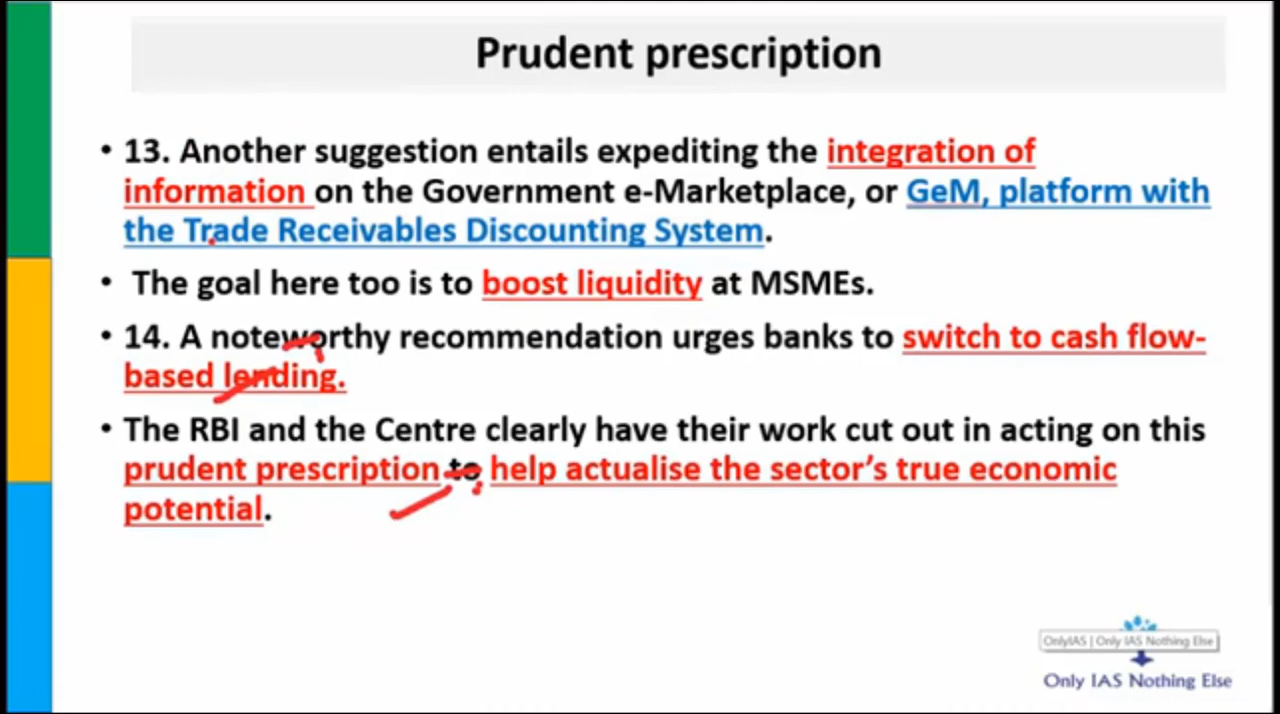 Prudent prescription
• 13. Another suggestion entails expediting the integration of
information on the Government e-Marketplace, or GeM, platform with
the Trade Receivables Discounting System.
• The goal here too is to boost liquidity at MSMEs.
• 14. A noteworthy recommendation urges banks to switch to cash flow-
based lending.
• The RBI and the Centre clearly have their work cut out in acting on this
prudent prescription to help actualise the sector's true economic
potential.
OnlyIAS | Only IAS Nothing Else
Only IAS Nothing Else